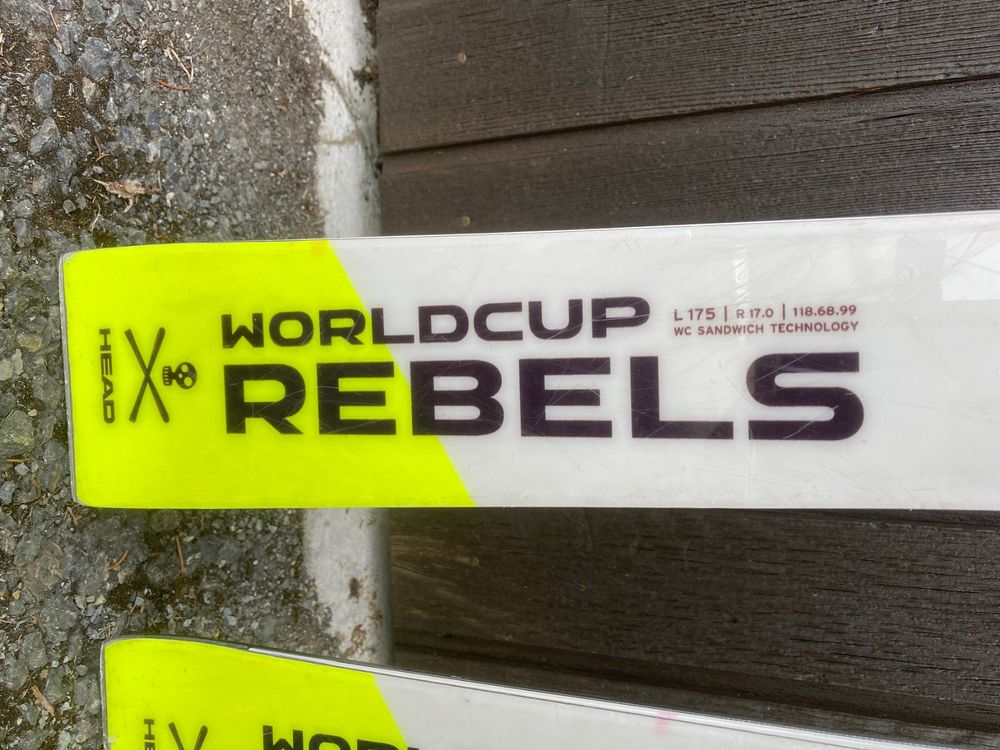 HEAD
WORLDCUP
REBELS
L 175 | R 17.0 | 118.68.99
WC SANDWICH TECHNOLOGY